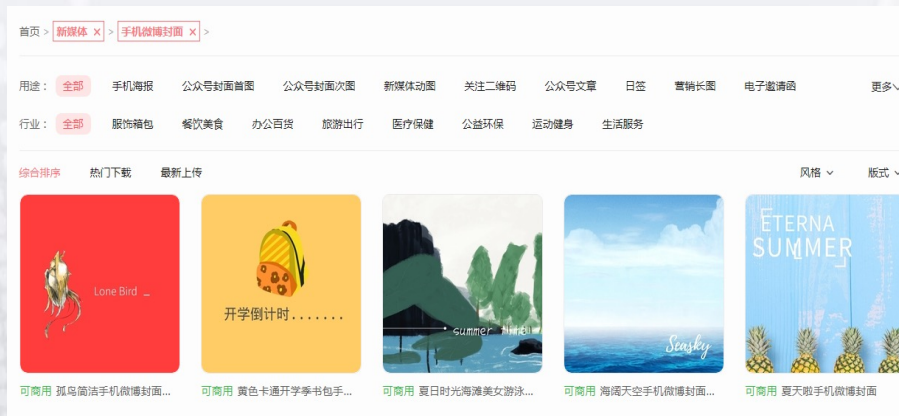 首页 > 新媒体 X > 手机微博封面 X >
用途： 全部 手机海报 公众号封面首图 公众号封面次图 新媒体动图 关注二维码 公众号文章 日签 营销长图 电子邀请函 更多
行业： 全部 服饰箱包 餐饮美食 办公百货 旅游出行 医疗保健 公益环保 运动健身 生活服务
综合排序 热门下载 最新上传 风格 版式
Lone Bird _
开学倒计时.......
summer time
Seasky
ETERNA
SUMMER
可商用 孤鸟简洁手机微博封面...
可商用 黄色卡通开学季书包手...
可商用 夏日时光海滩美女游泳...
可商用 海阔天空手机微博封面...
可商用 夏天啦手机微博封面